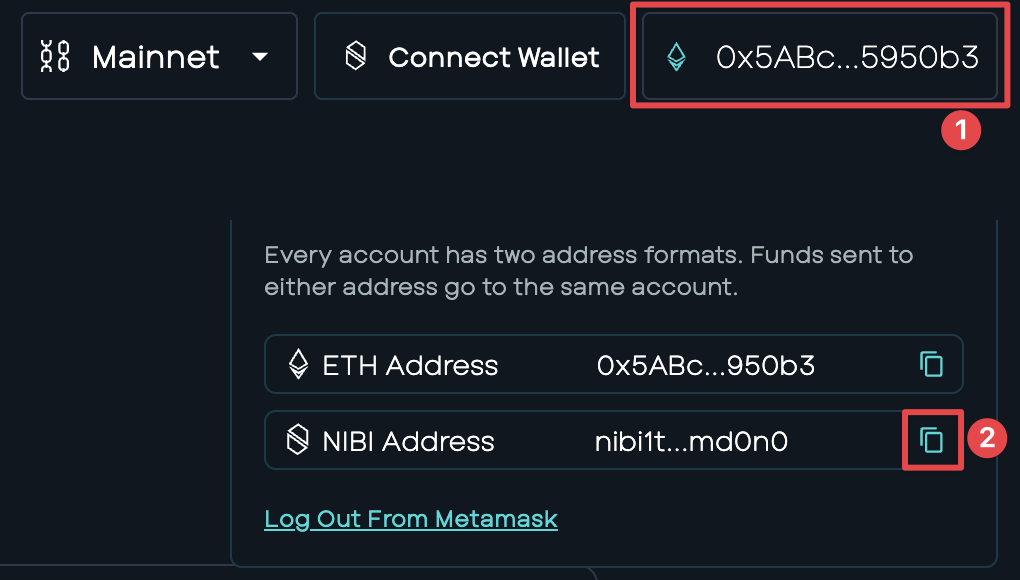 Mainnet
Connect Wallet
0x5ABc...5950b3
1
Every account has two address formats. Funds sent to
either address go to the same account.
ETH Address 0x5ABc...950b3
NIBI Address nibi1t...md0n0
2
Log Out From Metamask